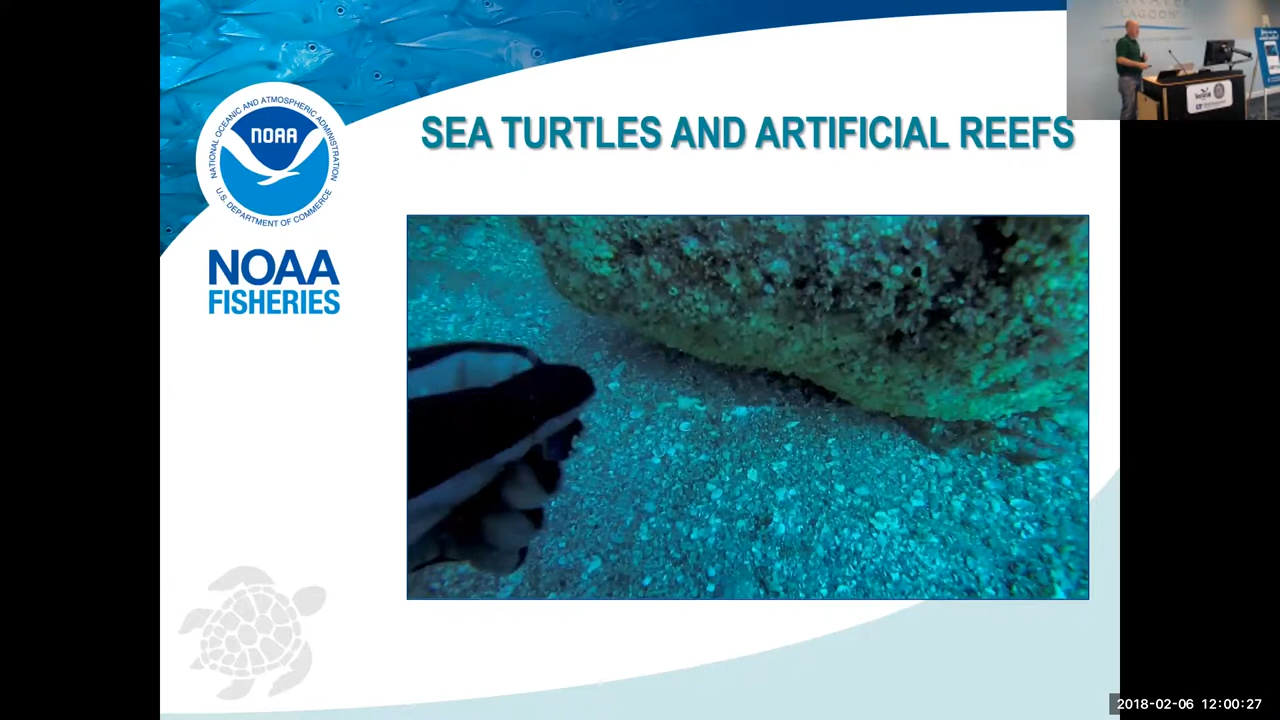 SEA TURTLES AND ARTIFICIAL REEFS
NATIONAL OCEANIC AND ATMOSPHERIC ADMINISTRATION
NOAA
U.S. DEPARTMENT OF COMMERCE
NOAA
FISHERIES
LAGOON
2018-02-06 12:00:27